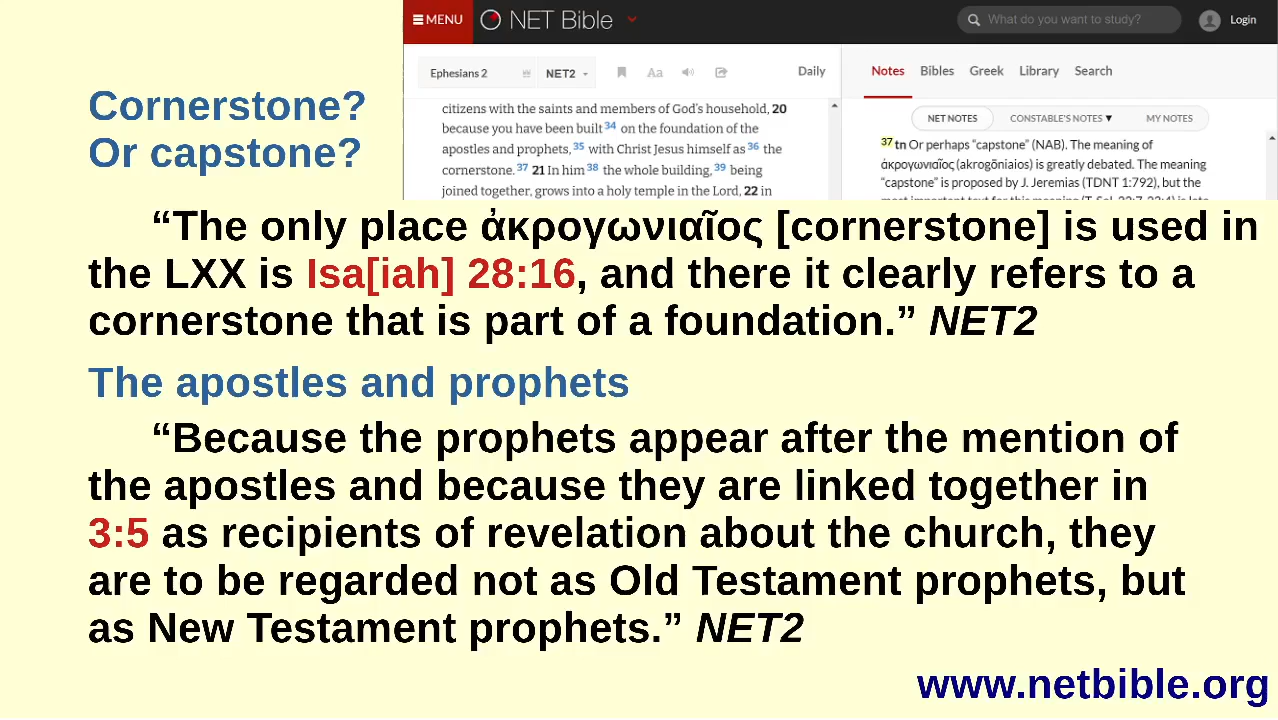 MENU NET Bible What do you want to study? Login
Ephesians 2 NET2 Aa Daily
Notes Bibles Greek Library Search
NET NOTES CONSTABLE'S NOTES ▼ MY NOTES
Cornerstone?
Or capstone?
citizens with the saints and members of God's household, 20
because you have been built 34 on the foundation of the
apostles and prophets, 35 with Christ Jesus himself as 36 the
cornerstone. 37 21 In him 38 the whole building, 39 being
joined together, grows into a holy temple in the Lord, 22 in
37 tn Or perhaps “capstone” (NAB). The meaning of
ἀκρογωνιαῖος (akrogōniaios) is greatly debated. The meaning
“capstone” is proposed by J. Jeremias (TDNT 1:792), but the
“The only place ἀκρογωνιαῖος [cornerstone] is used in
the LXX is Isa[iah] 28:16, and there it clearly refers to a
cornerstone that is part of a foundation.” NET2
The apostles and prophets
“Because the prophets appear after the mention of
the apostles and because they are linked together in
3:5 as recipients of revelation about the church, they
are to be regarded not as Old Testament prophets, but
as New Testament prophets.” NET2
www.netbible.org